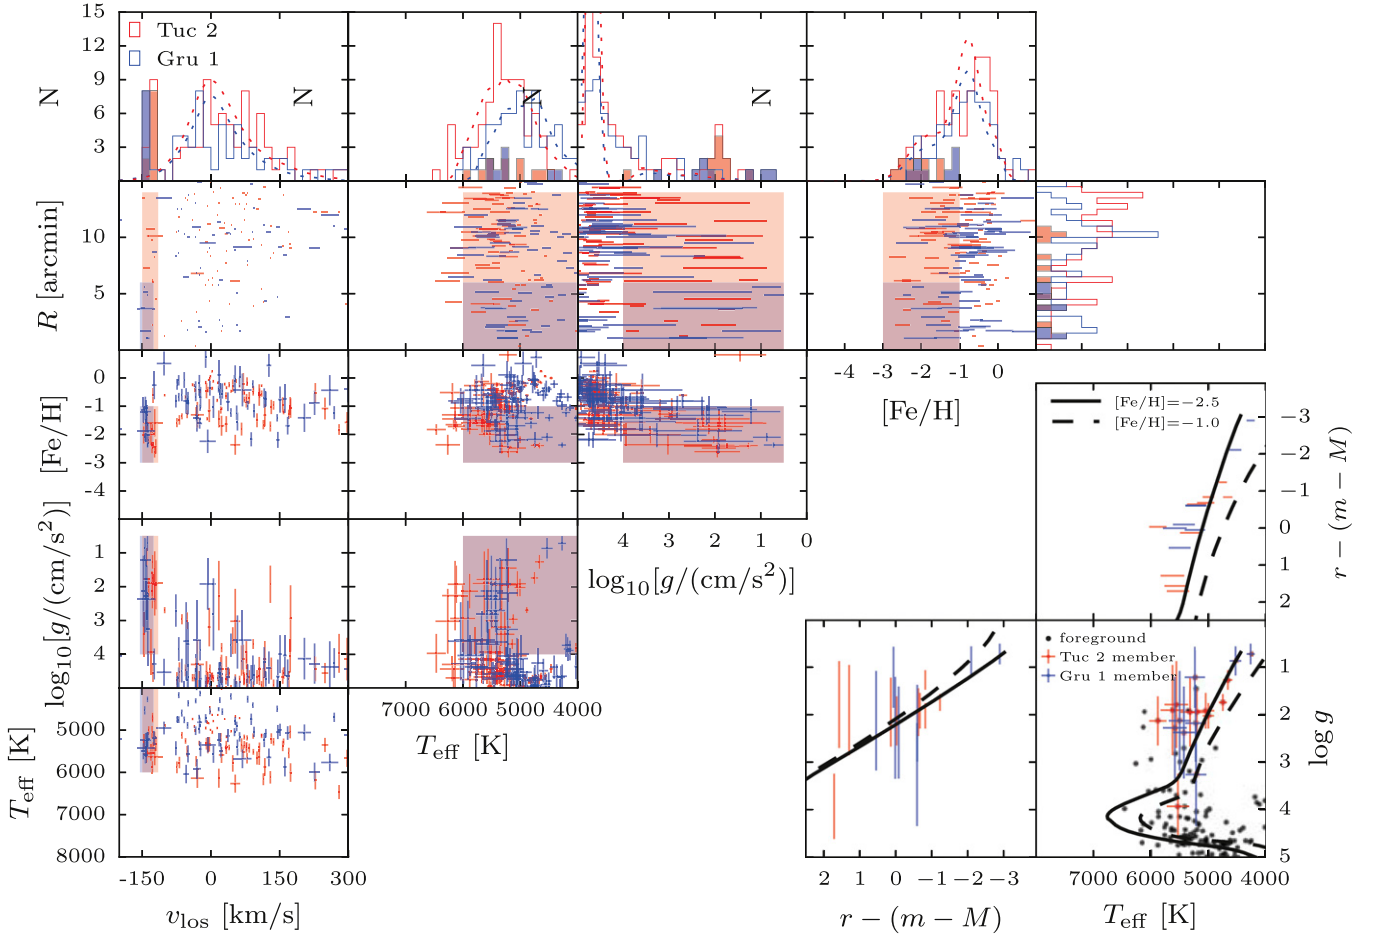 15
12
9
6
3
N
Tuc 2
Gru 1
N
N
N
10
5
R [arcmin]
-4 -3 -2 -1 0
[Fe/H]
0
-1
-2
-3
-4
[Fe/H]
4 3 2 1 0
log₁₀[g/(cm/s²)]
1
2
3
4
log₁₀[g/(cm/s²)]
7000 6000 5000 4000
T_eff [K]
5000
6000
7000
8000
T_eff [K]
-150 0 150 300
v_los [km/s]
[Fe/H]=−2.5
[Fe/H]=−1.0
−3
−2
−1
0
1
2
r − (m − M)
foreground
Tuc 2 member
Gru 1 member
1
2
3
4
5
log g
2 1 0 −1 −2 −3
r − (m − M)
7000 6000 5000 4000
T_eff [K]